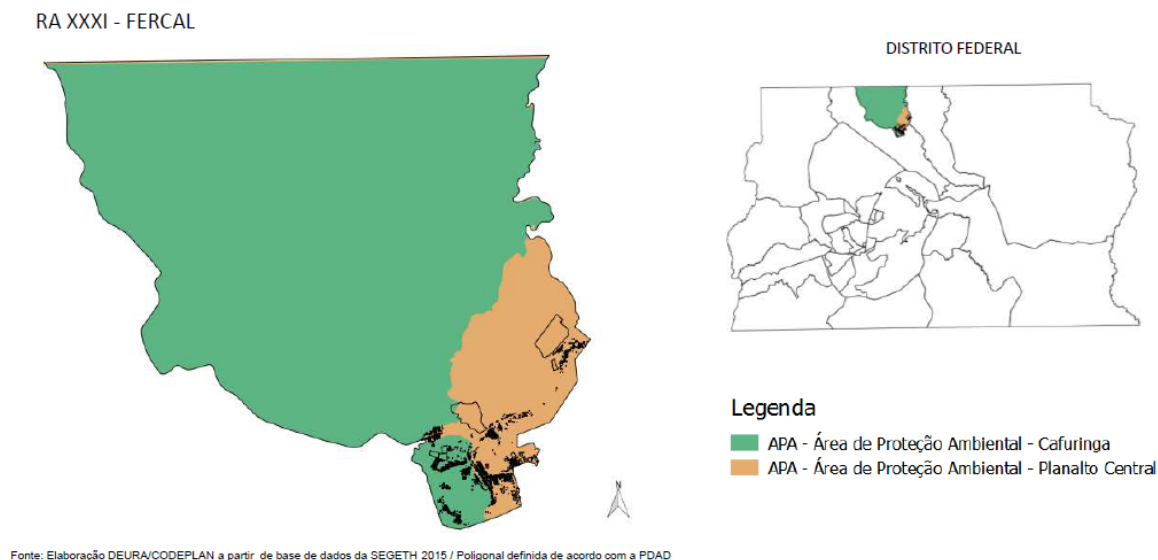 RA XXXI - FERCAL
DISTRITO FEDERAL
Legenda
APA - Área de Proteção Ambiental - Cafuringa
APA - Área de Proteção Ambiental - Planalto Central
N
Fonte: Elaboração DEURA/CODEPLAN a partir de base de dados da SEGETH 2015 / Poligonal definida de acordo com a PDAD